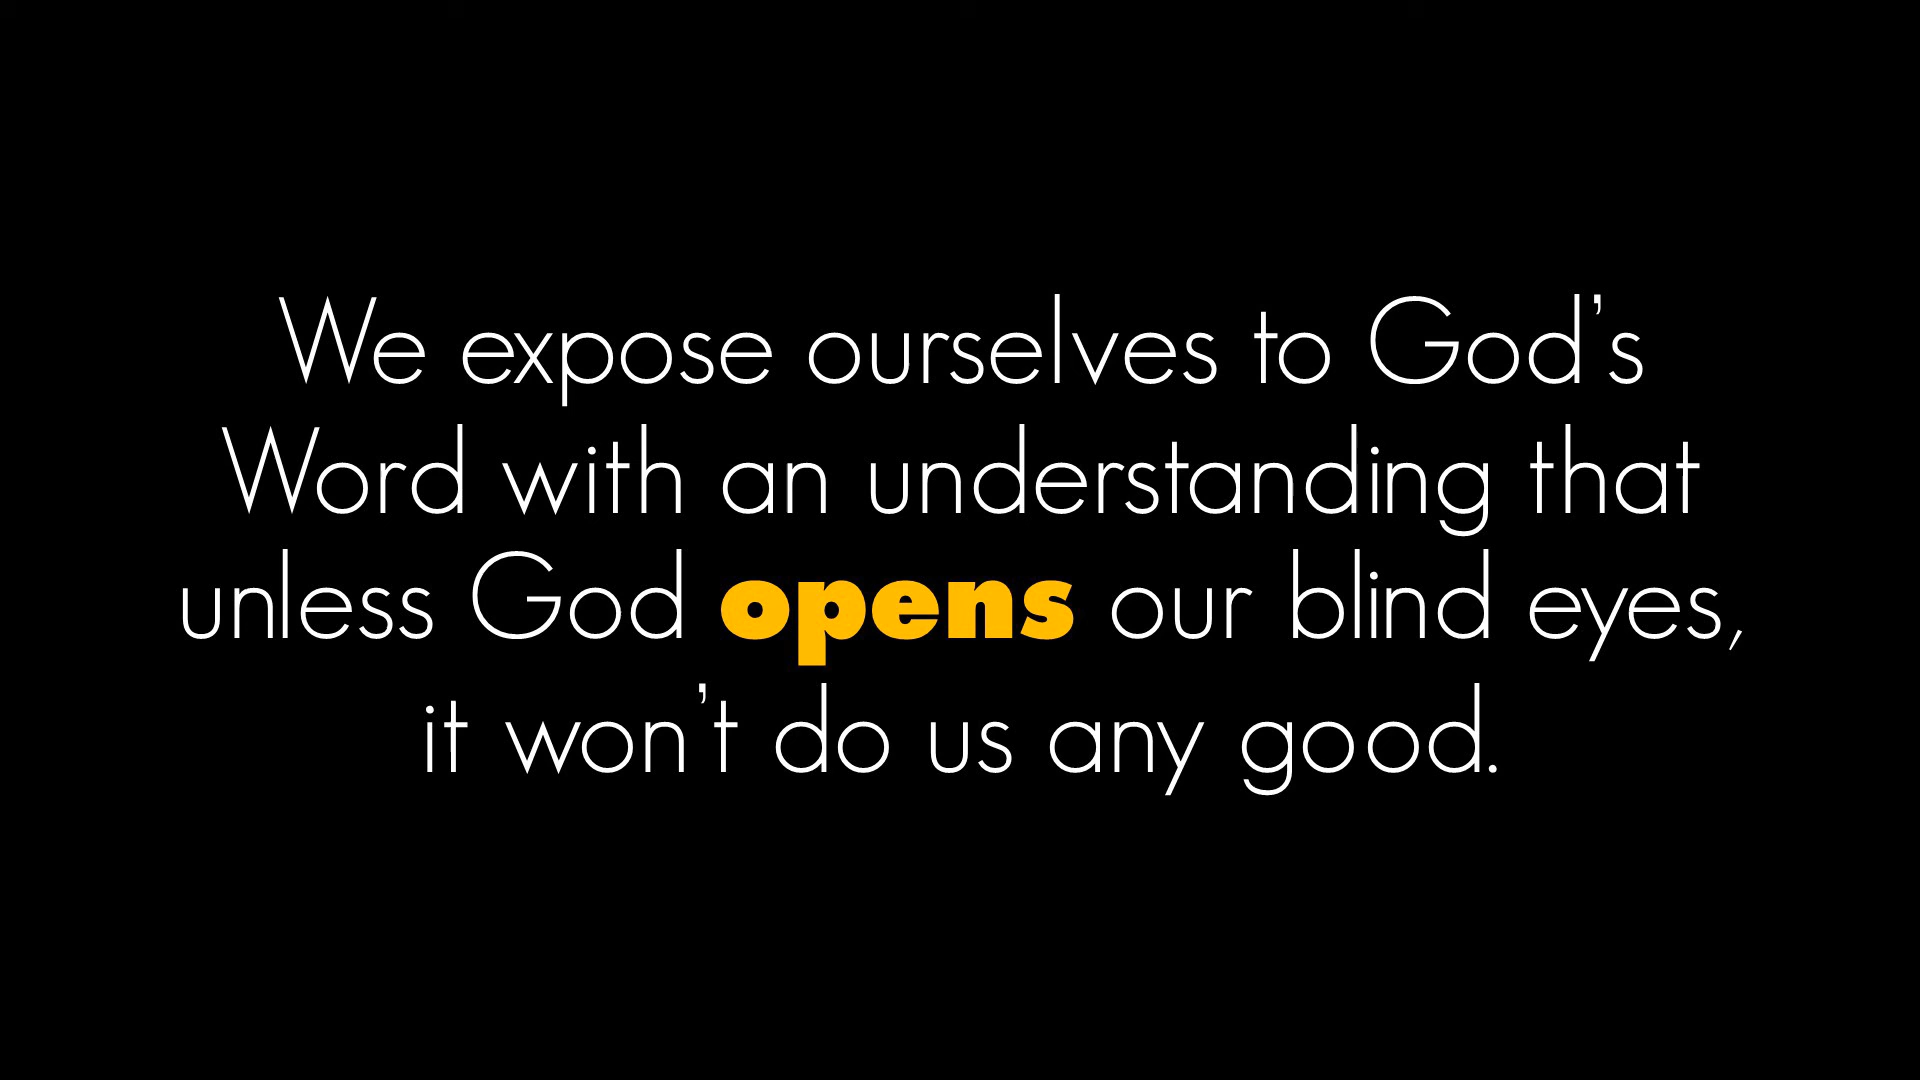 We expose ourselves to God’s
Word with an understanding that
unless God opens our blind eyes,
it won’t do us any good.